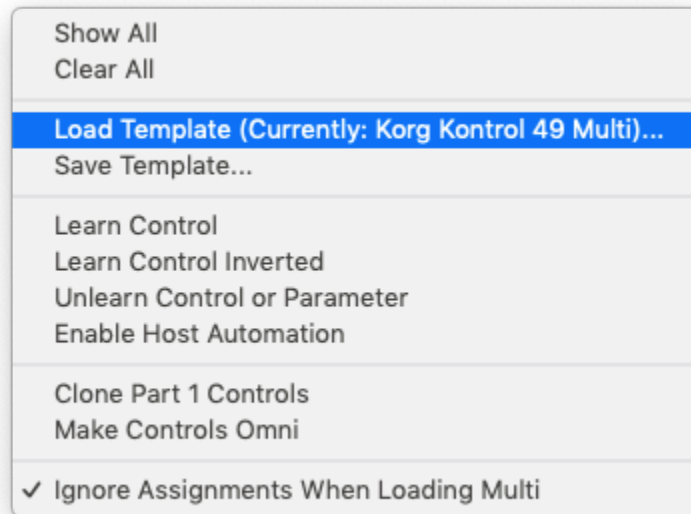 Show All
Clear All
Load Template (Currently: Korg Kontrol 49 Multi)...
Save Template...
Learn Control
Learn Control Inverted
Unlearn Control or Parameter
Enable Host Automation
Clone Part 1 Controls
Make Controls Omni
✓ Ignore Assignments When Loading Multi